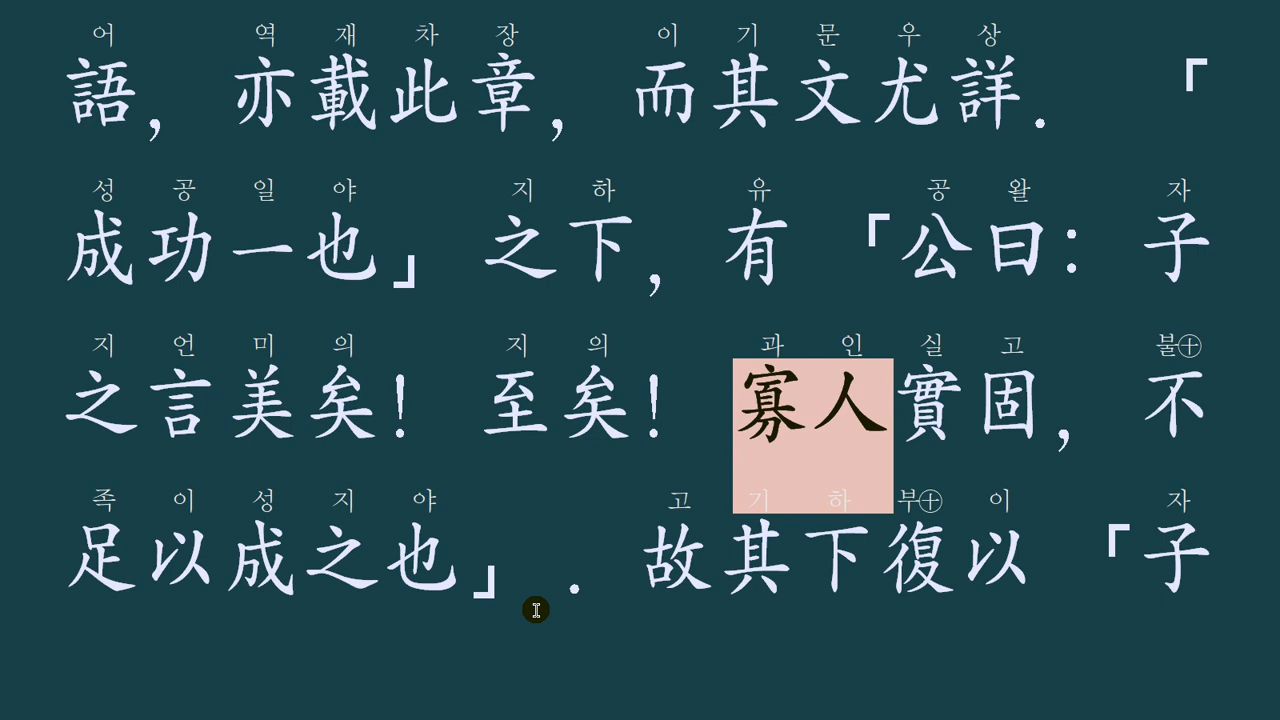 어 역 재 차 장 이 기 문 우 상
語, 亦載此章, 而其文尤詳. 「
성 공 일 야 지 하 유 공 왈 자
成功一也」 之下, 有 「公曰: 子
지 언 미 의 지 의 과 인 실 고 불㊉
之言美矣! 至矣! 寡人實固, 不
족 이 성 지 야 고 기 하 부㊉ 이 자
足以成之也」. 故其下復以 「子